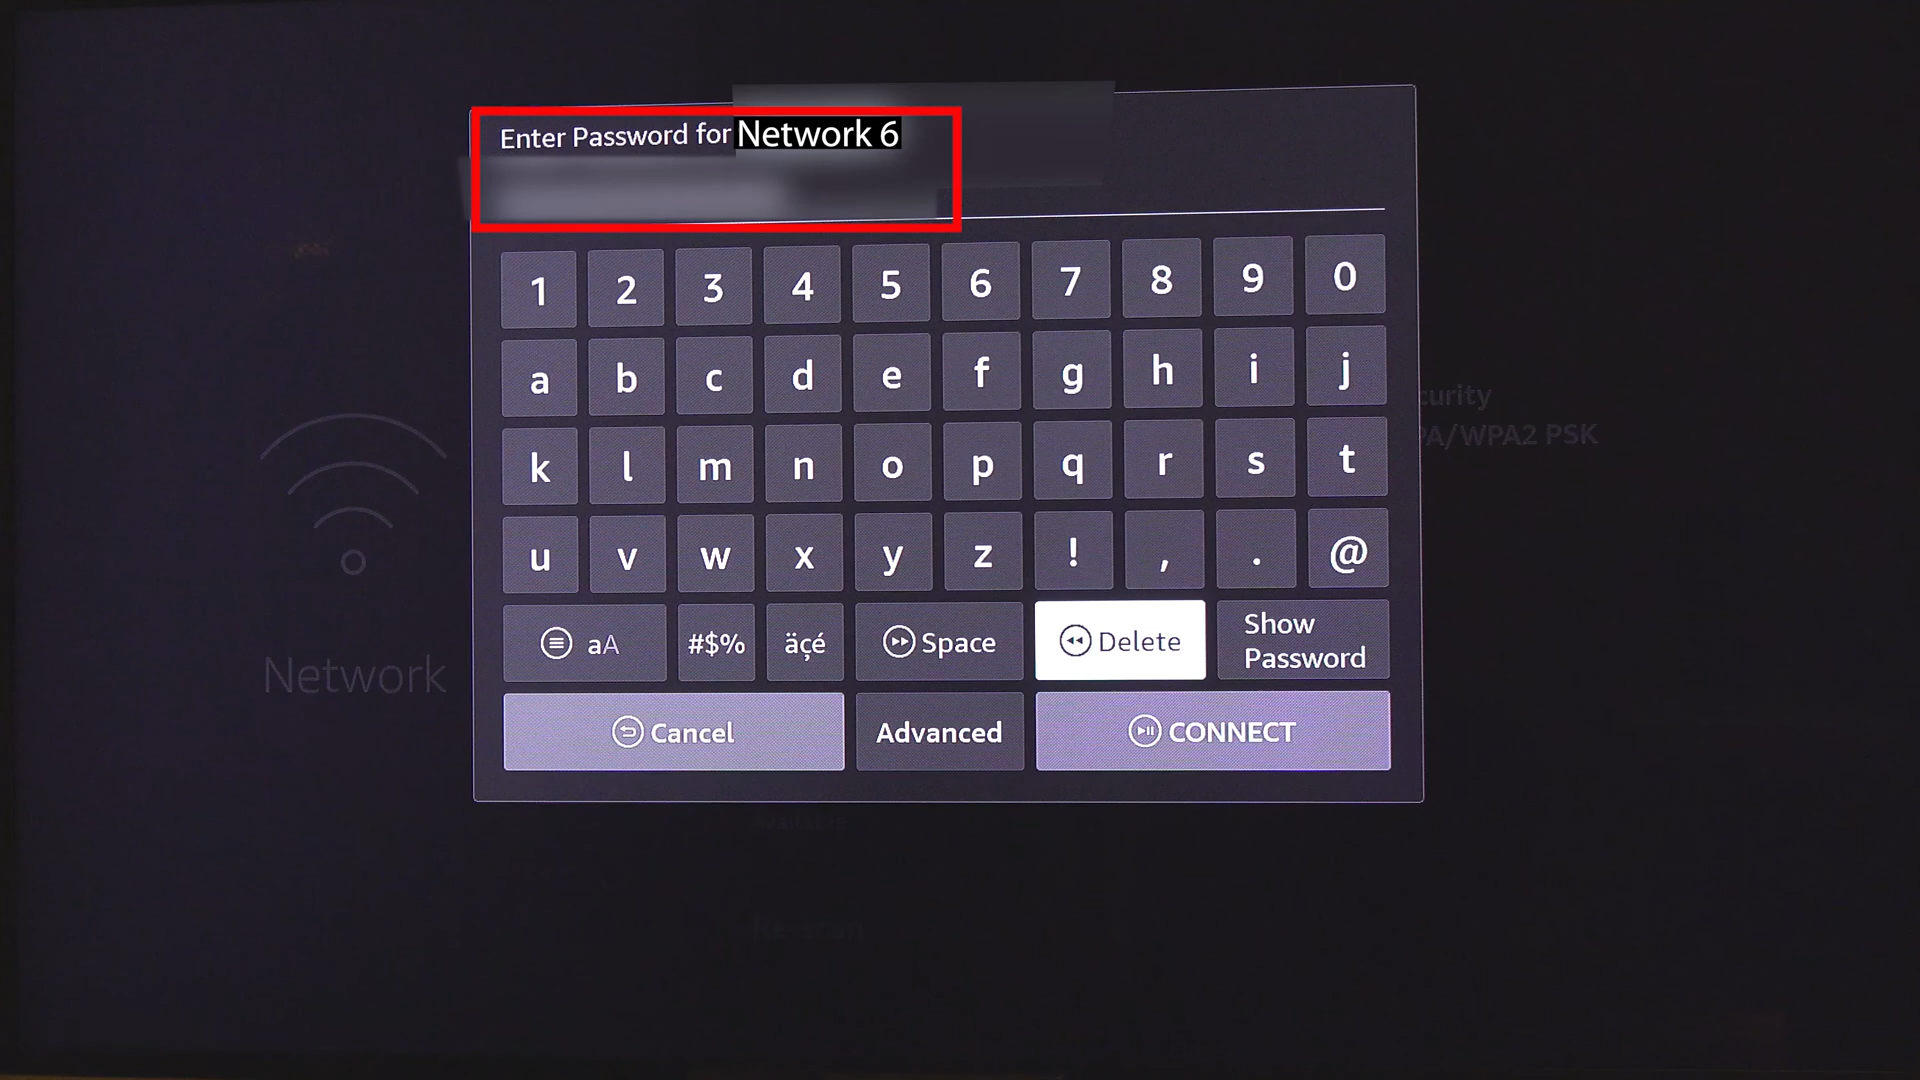 Enter Password for Network 6
1 2 3 4 5 6 7 8 9 0
a b c d e f g h i j
k l m n o p q r s t
u v w x y z ! , . @
aA #$% äçé Space Delete Show Password
Cancel Advanced CONNECT
Network
curity
PA/WPA2 PSK